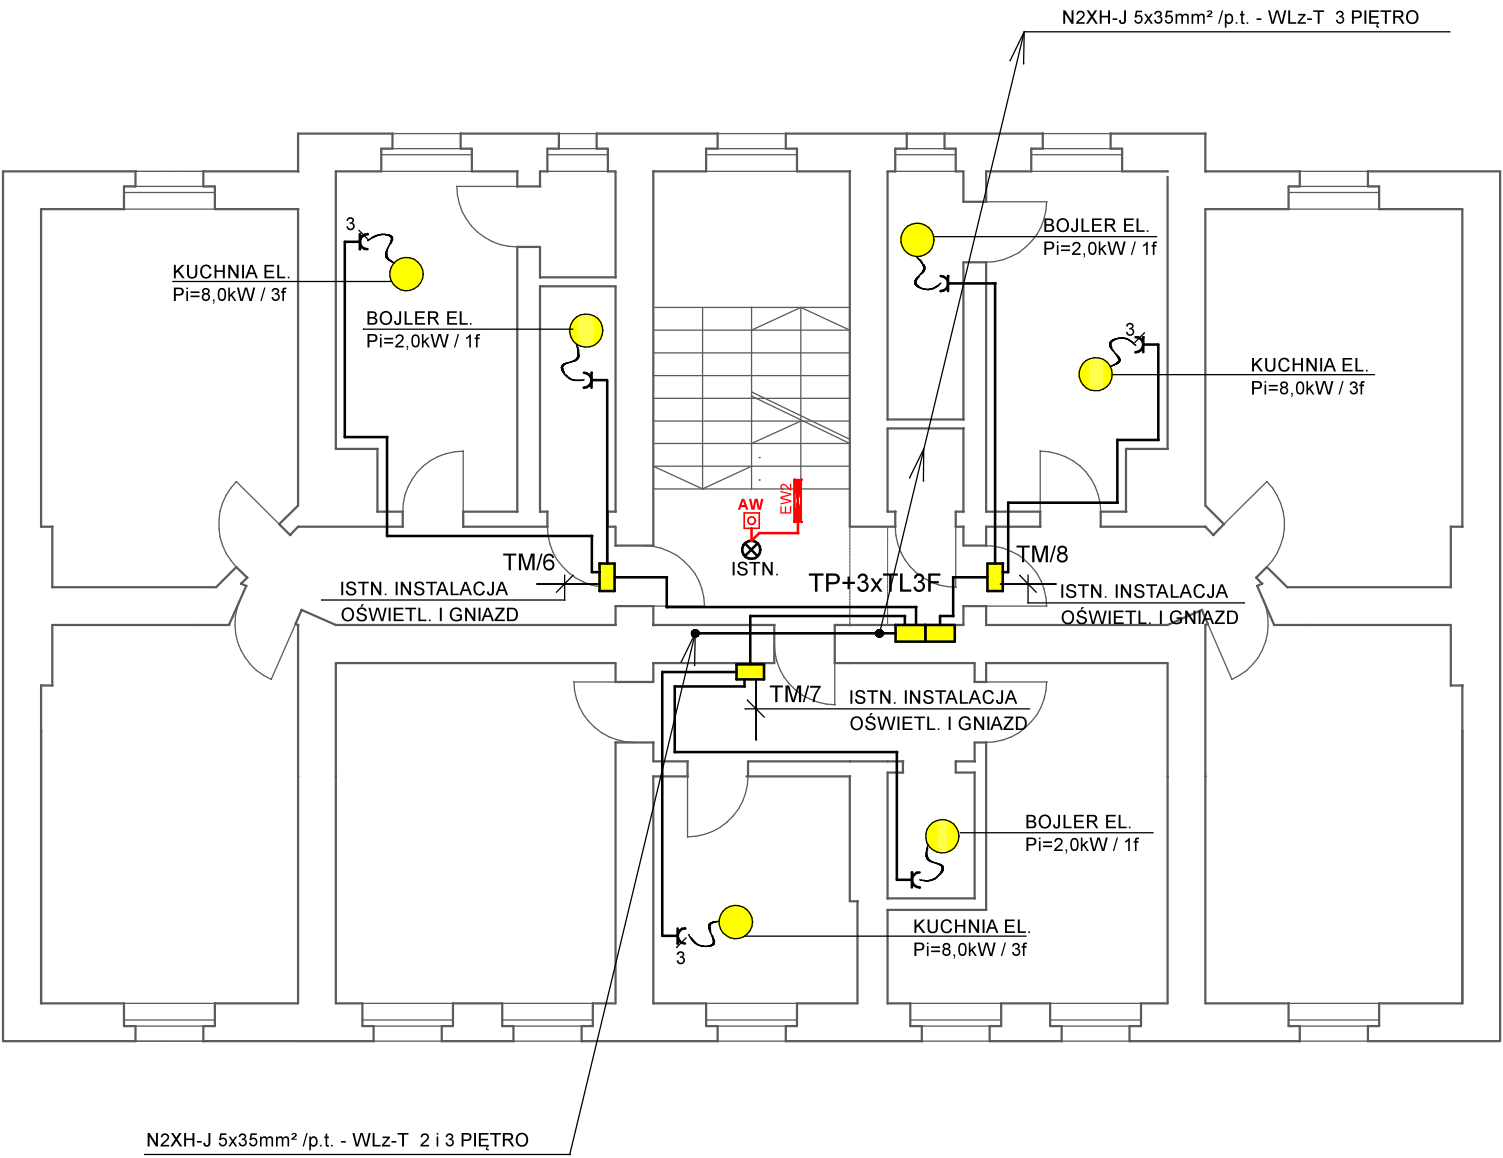 N2XH-J 5x35mm² /p.t. - WLz-T 3 PIĘTRO
3
KUCHNIA EL.
Pi=8,0kW / 3f
BOJLER EL.
Pi=2,0kW / 1f
BOJLER EL.
Pi=2,0kW / 1f
3
KUCHNIA EL.
Pi=8,0kW / 3f
AW
EW2
ISTN.
TM/6
ISTN. INSTALACJA
OŚWIETL. I GNIAZD
TP+3xTL3F
TM/8
ISTN. INSTALACJA
OŚWIETL. I GNIAZD
TM/7
ISTN. INSTALACJA
OŚWIETL. I GNIAZD
BOJLER EL.
Pi=2,0kW / 1f
KUCHNIA EL.
Pi=8,0kW / 3f
3
N2XH-J 5x35mm² /p.t. - WLz-T 2 i 3 PIĘTRO